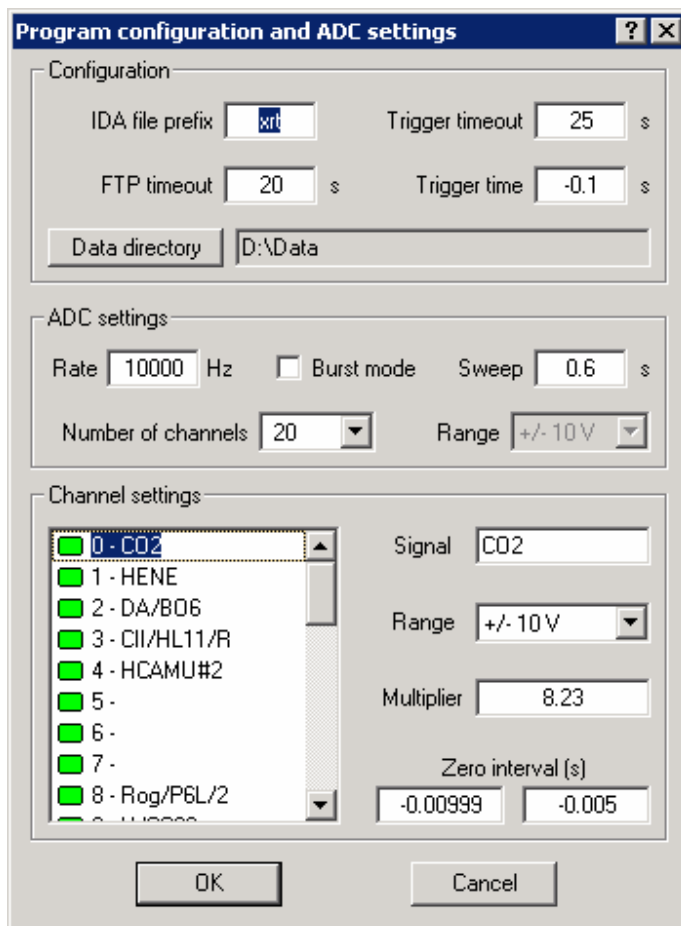 Program configuration and ADC settings
Configuration
IDA file prefix xrt Trigger timeout 25 s
FTP timeout 20 s Trigger time -0.1 s
Data directory D:\Data
ADC settings
Rate 10000 Hz Burst mode Sweep 0.6 s
Number of channels 20 Range +/- 10 V
Channel settings
0 - CO2 Signal CO2
1 - HENE
2 - DA/BO6
3 - CII/HL11/R Range +/- 10 V
4 - HCAMU#2
5 - Multiplier 8.23
6 -
7 - Zero interval (s)
8 - Rog/P6L/2 -0.00999 -0.005
OK Cancel